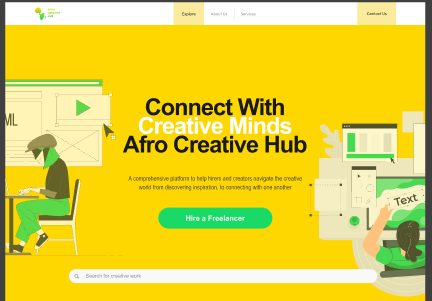 Explore
About Us
Services
Contact Us
Connect With
Creative Minds
Afro Creative Hub
A comprehensive platform to help hirers and creators navigate the creative
world from discovering inspiration, to connecting with one another
Hire a Freelancer
Search for creative work
ML
Text